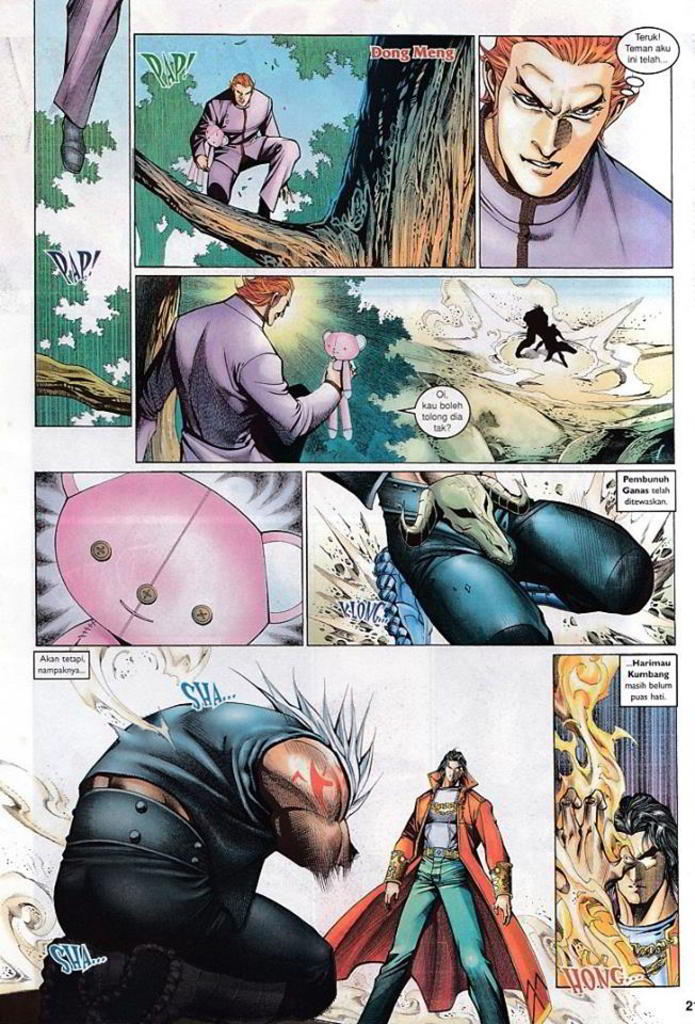 PAP!
Dong Meng
Teruk!
Teman aku
ini telah...
PAP!
Oi,
kau boleh
tolong dia
tak?
Pembunuh
Ganas telah
ditewaskan.
KLONG...
Akan tetapi,
nampaknya...
SHA...
...Harimau
Kumbang
masih belum
puas hati.
SHA...
HONG...